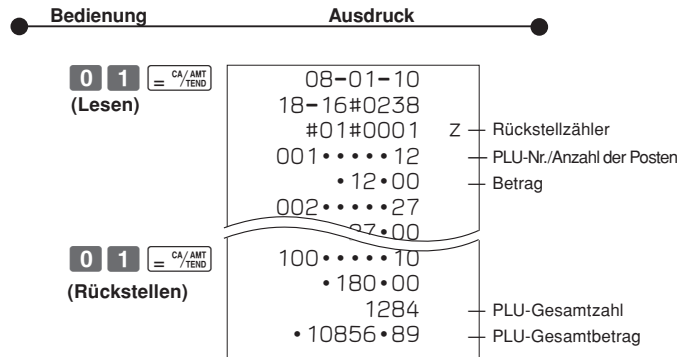 Bedienung Ausdruck
0 1 = CA/AMT TEND
(Lesen)
08-01-10
18-16#0238
#01#0001 Z Rückstellzähler
001•••••12 PLU-Nr./Anzahl der Posten
•12•00 Betrag
002•••••27
27•00
0 1 = CA/AMT TEND
(Rückstellen)
100•••••10
•180•00
1284 PLU-Gesamtzahl
•10856•89 PLU-Gesamtbetrag